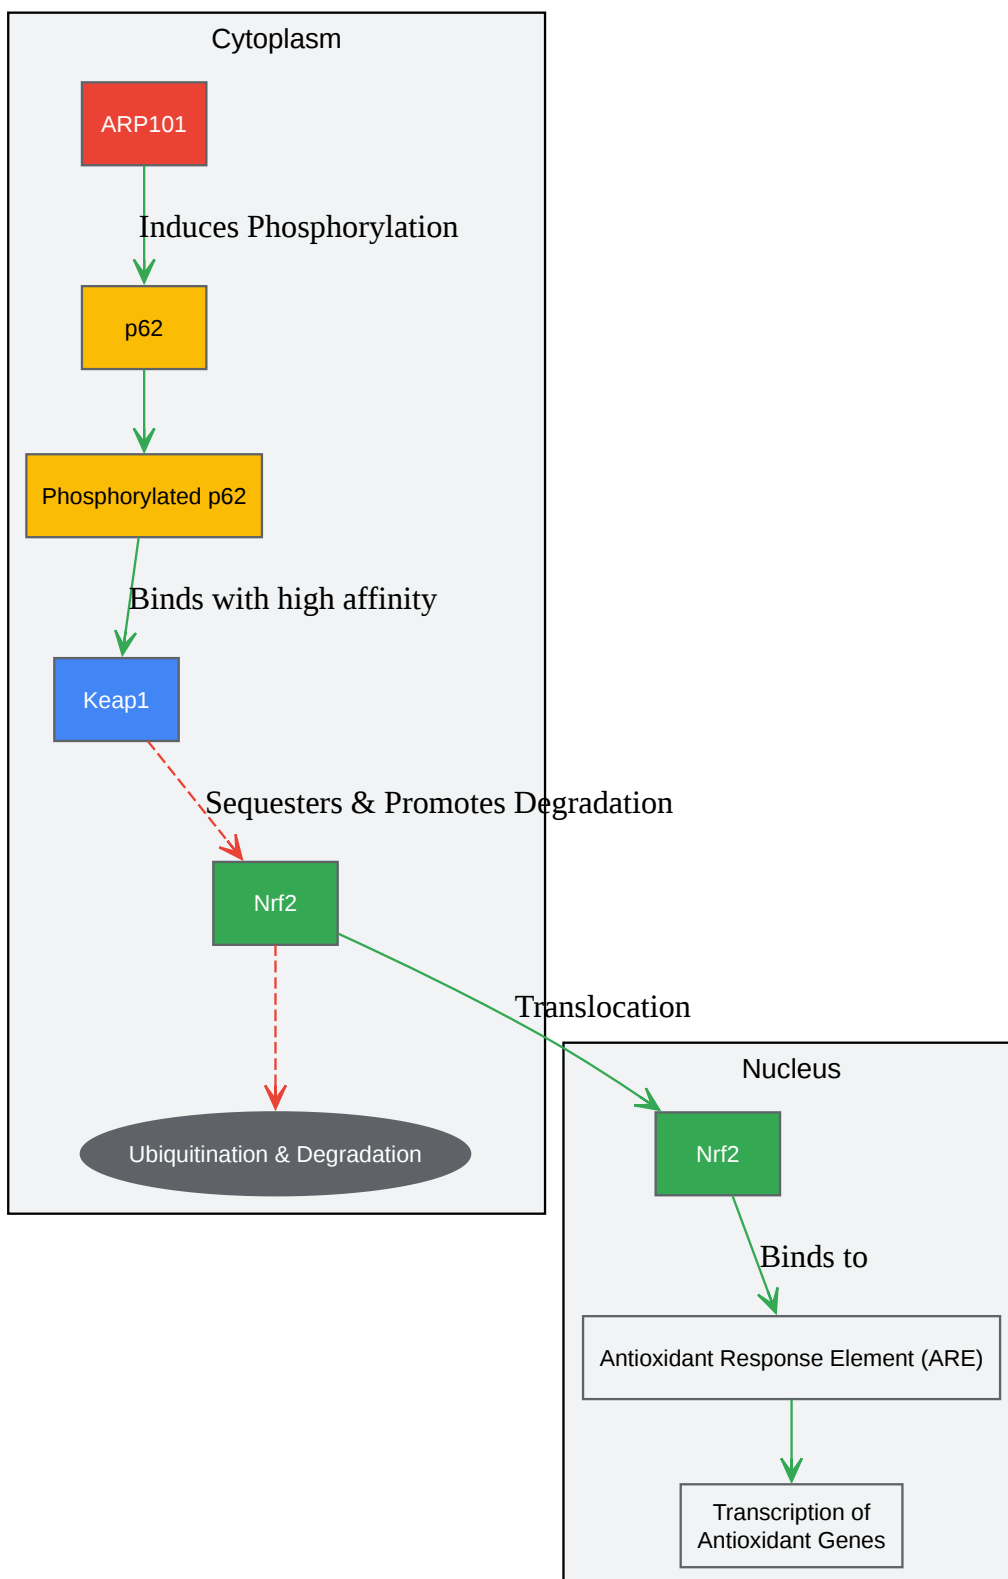 Cytoplasm
ARP101
Induces Phosphorylation
p62
Phosphorylated p62
Binds with high affinity
Keap1
Sequesters & Promotes Degradation
Nrf2
Translocation
Ubiquitination & Degradation
Nucleus
Nrf2
Binds to
Antioxidant Response Element (ARE)
Transcription of
Antioxidant Genes